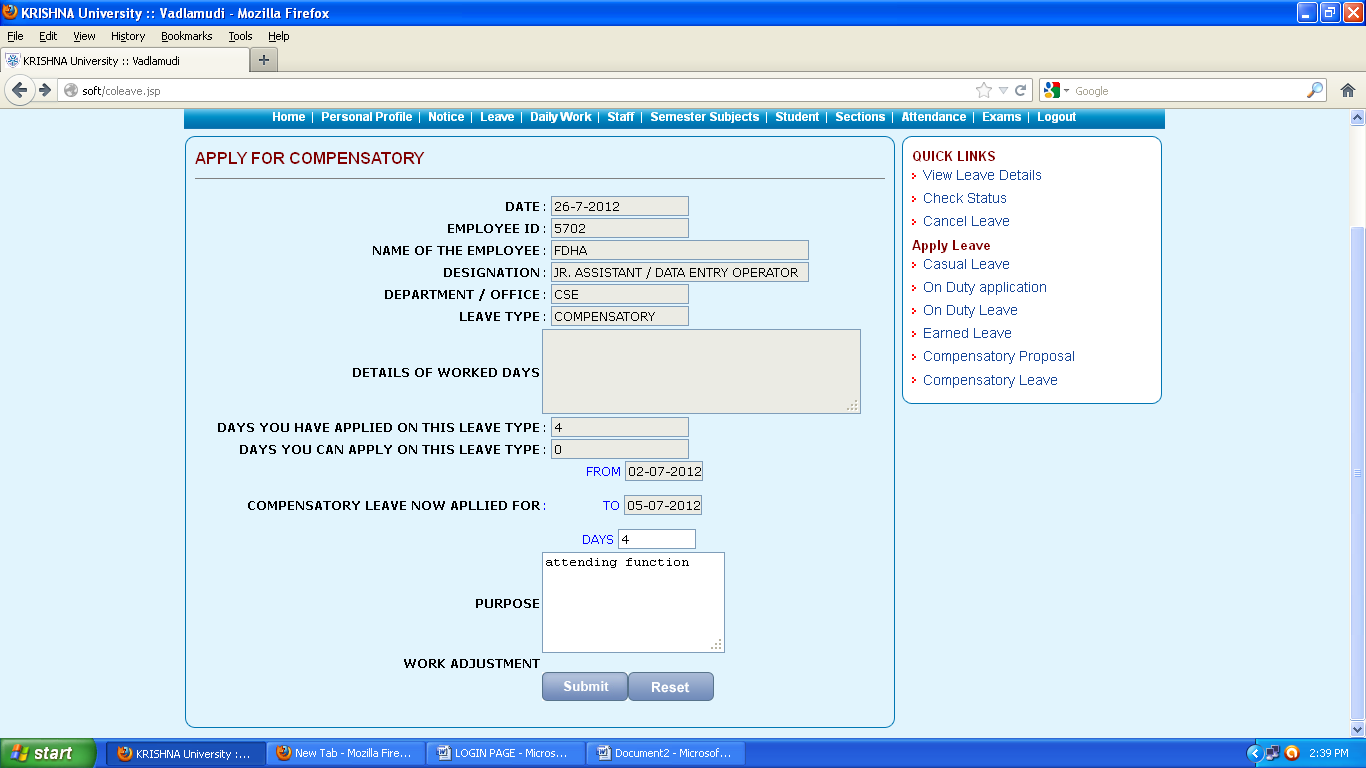 KRISHNA University :: Vadlamudi - Mozilla Firefox
File Edit View History Bookmarks Tools Help
KRISHNA University :: Vadlamudi
soft/coleave.jsp
Google
Home | Personal Profile | Notice | Leave | Daily Work | Staff | Semester Subjects | Student | Sections | Attendance | Exams | Logout
APPLY FOR COMPENSATORY
DATE : 26-7-2012
EMPLOYEE ID : 5702
NAME OF THE EMPLOYEE : FDHA
DESIGNATION : JR. ASSISTANT / DATA ENTRY OPERATOR
DEPARTMENT / OFFICE : CSE
LEAVE TYPE : COMPENSATORY
DETAILS OF WORKED DAYS
DAYS YOU HAVE APPLIED ON THIS LEAVE TYPE : 4
DAYS YOU CAN APPLY ON THIS LEAVE TYPE : 0
FROM 02-07-2012
COMPENSATORY LEAVE NOW APLLIED FOR : TO 05-07-2012
DAYS 4
PURPOSE attending function
WORK ADJUSTMENT
Submit Reset
QUICK LINKS
View Leave Details
Check Status
Cancel Leave
Apply Leave
Casual Leave
On Duty application
On Duty Leave
Earned Leave
Compensatory Proposal
Compensatory Leave
start KRISHNA University :... New Tab - Mozilla Fire... LOGIN PAGE - Micros... Document2 - Microsof... 2:39 PM